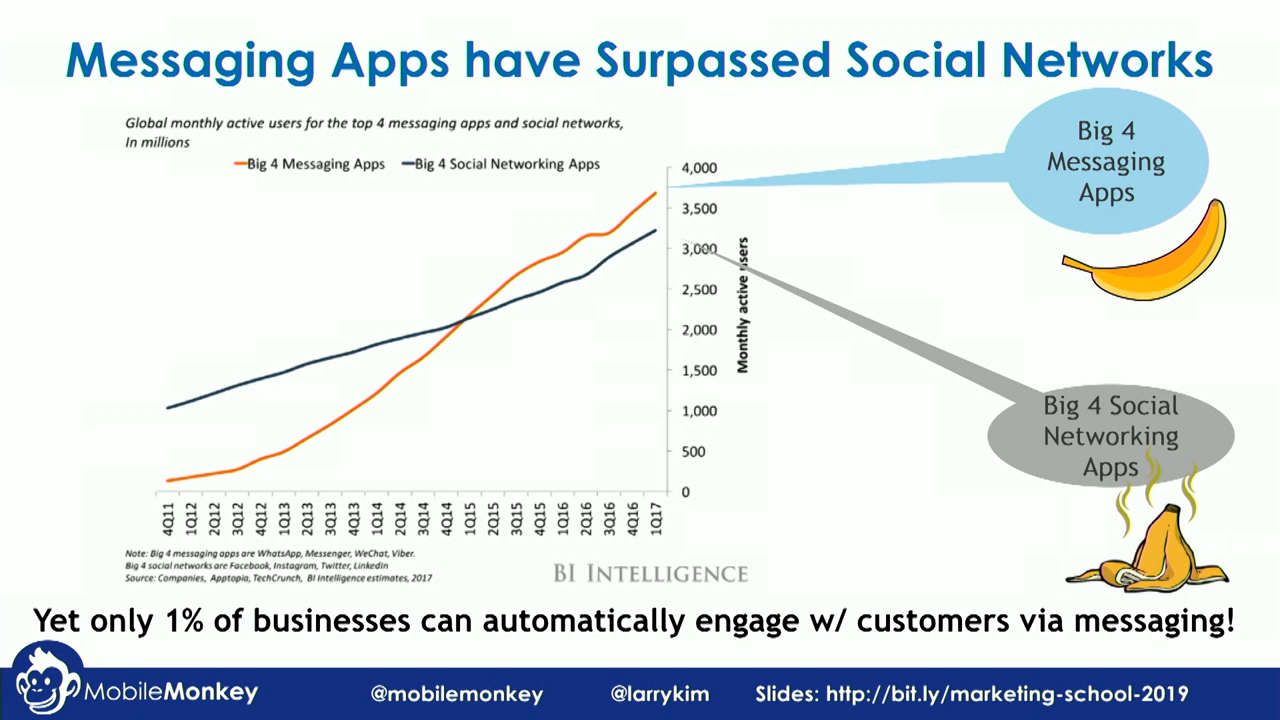 Messaging Apps have Surpassed Social Networks
Global monthly active users for the top 4 messaging apps and social networks,
In millions
Big 4 Messaging Apps
Big 4 Social Networking Apps
4,000
3,500
3,000
2,500
2,000
1,500
1,000
500
0
Monthly active users
4Q11
1Q12
2Q12
3Q12
4Q12
1Q13
2Q13
3Q13
4Q13
1Q14
2Q14
3Q14
4Q14
1Q15
2Q15
3Q15
4Q15
1Q16
2Q16
3Q16
4Q16
1Q17
Note: Big 4 messaging apps are WhatsApp, Messenger, WeChat, Viber.
Big 4 social networks are Facebook, Instagram, Twitter, LinkedIn
Source: Companies, Apptopia, TechCrunch, BI Intelligence estimates, 2017
BI INTELLIGENCE
Big 4
Messaging
Apps
Big 4 Social
Networking
Apps
Yet only 1% of businesses can automatically engage w/ customers via messaging!
MobileMonkey
@mobilemonkey
@larrykim
Slides: http://bit.ly/marketing-school-2019